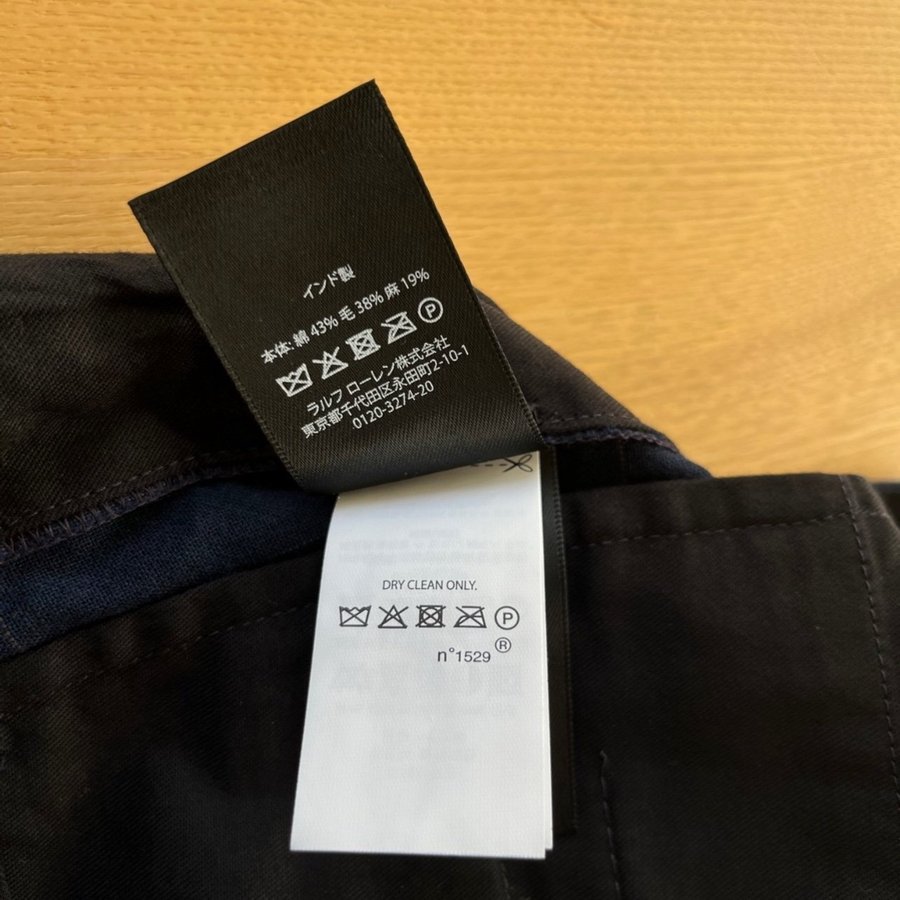 インド製
本体: 綿 43% 毛 38% 麻 19%
P
ラルフ ローレン株式会社
東京都千代田区永田町2-10-1
0120-3274-20
DRY CLEAN ONLY.
P
n°1529 ®